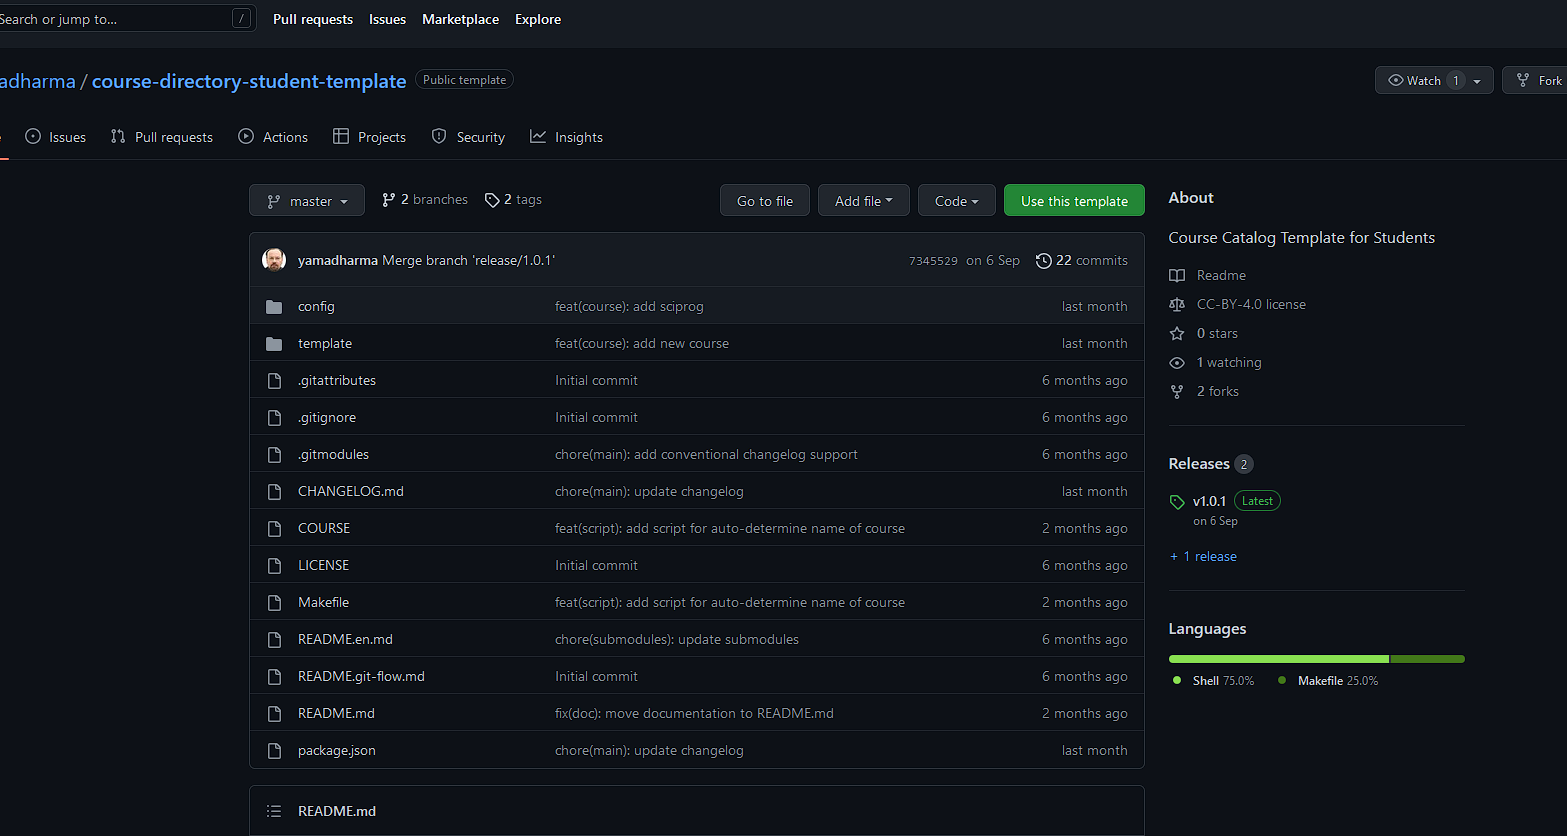 Search or jump to... /
Pull requests Issues Marketplace Explore
adharma / course-directory-student-template Public template
Watch 1 Fork
Issues Pull requests Actions Projects Security Insights
master 2 branches 2 tags Go to file Add file Code Use this template
yamadharma Merge branch 'release/1.0.1' 7345529 on 6 Sep 22 commits
config feat(course): add sciprog last month
template feat(course): add new course last month
.gitattributes Initial commit 6 months ago
.gitignore Initial commit 6 months ago
.gitmodules chore(main): add conventional changelog support 6 months ago
CHANGELOG.md chore(main): update changelog last month
COURSE feat(script): add script for auto-determine name of course 2 months ago
LICENSE Initial commit 6 months ago
Makefile feat(script): add script for auto-determine name of course 2 months ago
README.en.md chore(submodules): update submodules 6 months ago
README.git-flow.md Initial commit 6 months ago
README.md fix(doc): move documentation to README.md 2 months ago
package.json chore(main): update changelog last month
README.md
About
Course Catalog Template for Students
Readme
CC-BY-4.0 license
0 stars
1 watching
2 forks
Releases 2
v1.0.1 Latest
on 6 Sep
+ 1 release
Languages
Shell 75.0% Makefile 25.0%